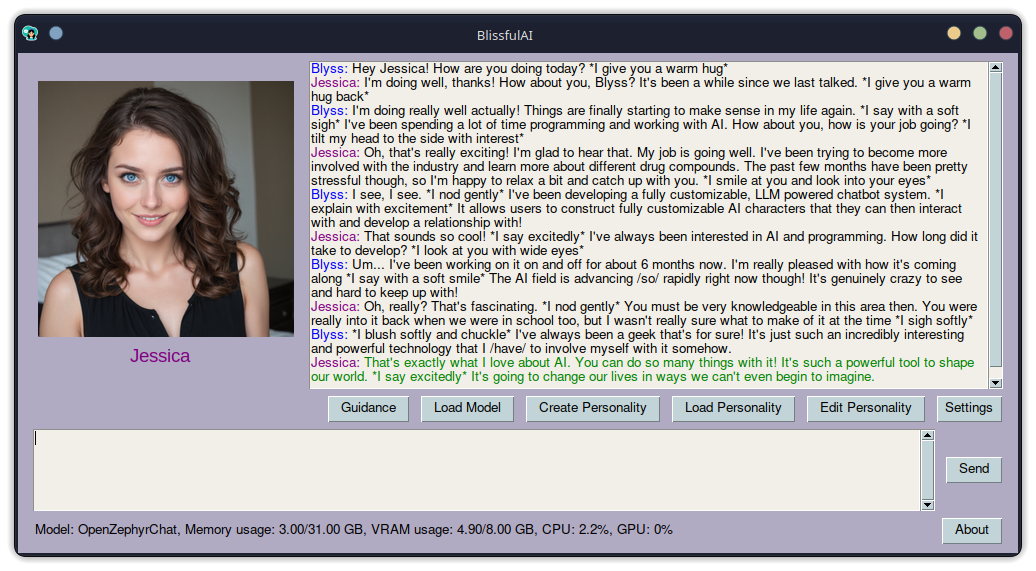 BlissfulAI
Blyss: Hey Jessica! How are you doing today? *I give you a warm hug*
Jessica: I'm doing well, thanks! How about you, Blyss? It's been a while since we last talked. *I give you a warm
hug back*
Blyss: I'm doing really well actually! Things are finally starting to make sense in my life again. *I say with a soft
sigh* I've been spending a lot of time programming and working with AI. How about you, how is your job going? *I
tilt my head to the side with interest*
Jessica: Oh, that's really exciting! I'm glad to hear that. My job is going well. I've been trying to become more
involved with the industry and learn more about different drug compounds. The past few months have been pretty
stressful though, so I'm happy to relax a bit and catch up with you. *I smile at you and look into your eyes*
Blyss: I see, I see. *I nod gently* I've been developing a fully customizable, LLM powered chatbot system. *I
explain with excitement* It allows users to construct fully customizable AI characters that they can then interact
with and develop a relationship with!
Jessica: That sounds so cool! *I say excitedly* I've always been interested in AI and programming. How long did it
take to develop? *I look at you with wide eyes*
Blyss: Um... I've been working on it on and off for about 6 months now. I'm really pleased with how it's coming
along *I say with a soft smile* The AI field is advancing /so/ rapidly right now though! It's genuinely crazy to see
and hard to keep up with!
Jessica: Oh, really? That's fascinating. *I nod gently* You must be very knowledgeable in this area then. You were
really into it back when we were in school too, but I wasn't really sure what to make of it at the time *I sigh softly*
Blyss: *I blush softly and chuckle* I've always been a geek that's for sure! It's just such an incredibly interesting
and powerful technology that I /have/ to involve myself with it somehow.
Jessica: That's exactly what I love about AI. You can do so many things with it! It's such a powerful tool to shape
our world. *I say excitedly* It's going to change our lives in ways we can't even begin to imagine.
Jessica
Guidance Load Model Create Personality Load Personality Edit Personality Settings
Send
Model: OpenZephyrChat, Memory usage: 3.00/31.00 GB, VRAM usage: 4.90/8.00 GB, CPU: 2.2%, GPU: 0%
About